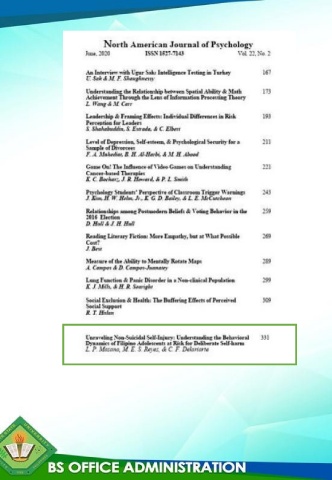 North American Journal of Psychology
June, 2020 ISSN 1527-7143 Vol. 22, No. 2
An Interview with Ugur Sak: Intelligence Testing in Turkey 167
U. Sak & M. F. Shaughnessy
Understanding the Relationship between Spatial Ability & Math 173
Achievement Through the Lens of Information Processing Theory
L. Wang & M. Carr
Leadership & Framing Effects: Individual Differences in Risk 193
Perception for Leaders
S. Shahabuddin, S. Estrada, & C. Elbert
Level of Depression, Self-esteem, & Psychological Security for a 211
Sample of Divorcees
F. A. Muhedin, B. H. Al-Harbi, & M. H. Aboud
Game On! The Influence of Video Games on Understanding 221
Cancer-based Therapies
K. C. J. R. Howard, & P. L. Smith
Psychology Students' Perspective of Classroom Trigger Warnings 243
J. Kim, H. W. Helm, Jr., K. G. D. Bailey, & L. E. McCutcheon
Relationships among Postmodern Beliefs & Voting Behavior in the 259
2016 Election
D. Hall & J. H. Hull
Reading Literary Fiction: More Empathy, but at What Possible 269
Cost?
J. Best
Measure of the Ability to Mentally Rotate Maps 289
A. Campos & D. Campos-Juanatey
Lung Function & Panic Disorder in a Non-clinical Population 299
K. J. Mills, & H. R.
Social Exclusion & Health: The Buffering Effects of Perceived 309
Social Support
R. T.
Unraveling Non-Suicidal Self-Injury: Understanding the Behavioral 331
Dynamics of Filipino Adolescents at Risk for Deliberate Self-harm
L. P. M. E. S. Reyes, & C. F.
BS OFFICE ADMINISTRATION